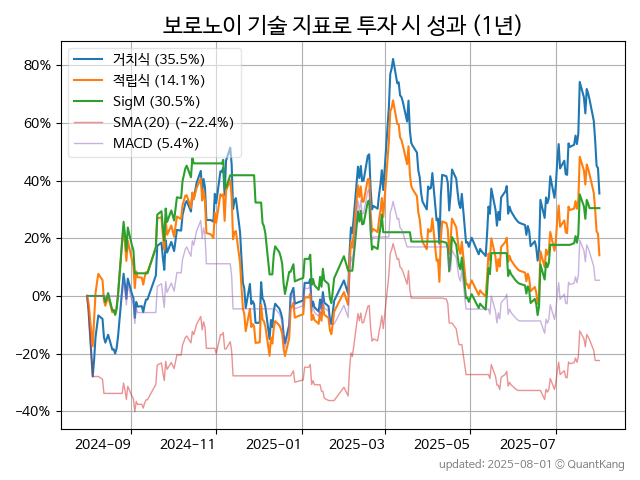 보로노이 기술 지표로 투자 시 성과 (1년)
거치식 (35.5%)
적립식 (14.1%)
SigM (30.5%)
SMA(20) (−22.4%)
MACD (5.4%)
80%
60%
40%
20%
0%
−20%
−40%
2024-09
2024-11
2025-01
2025-03
2025-05
2025-07
updated: 2025-08-01 © QuantKang